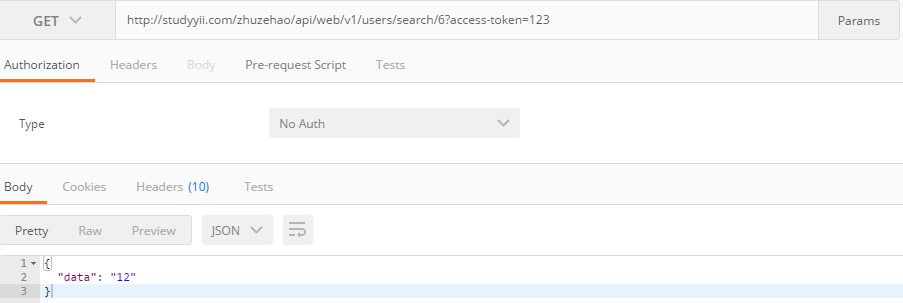 GET http://studyyii.com/zhuzehao/api/web/v1/users/search/6?access-token=123 Params
Authorization Headers Body Pre-request Script Tests
Type No Auth
Body Cookies Headers (10) Tests
Pretty Raw Preview JSON
1 {
2 "data": "12"
3 }